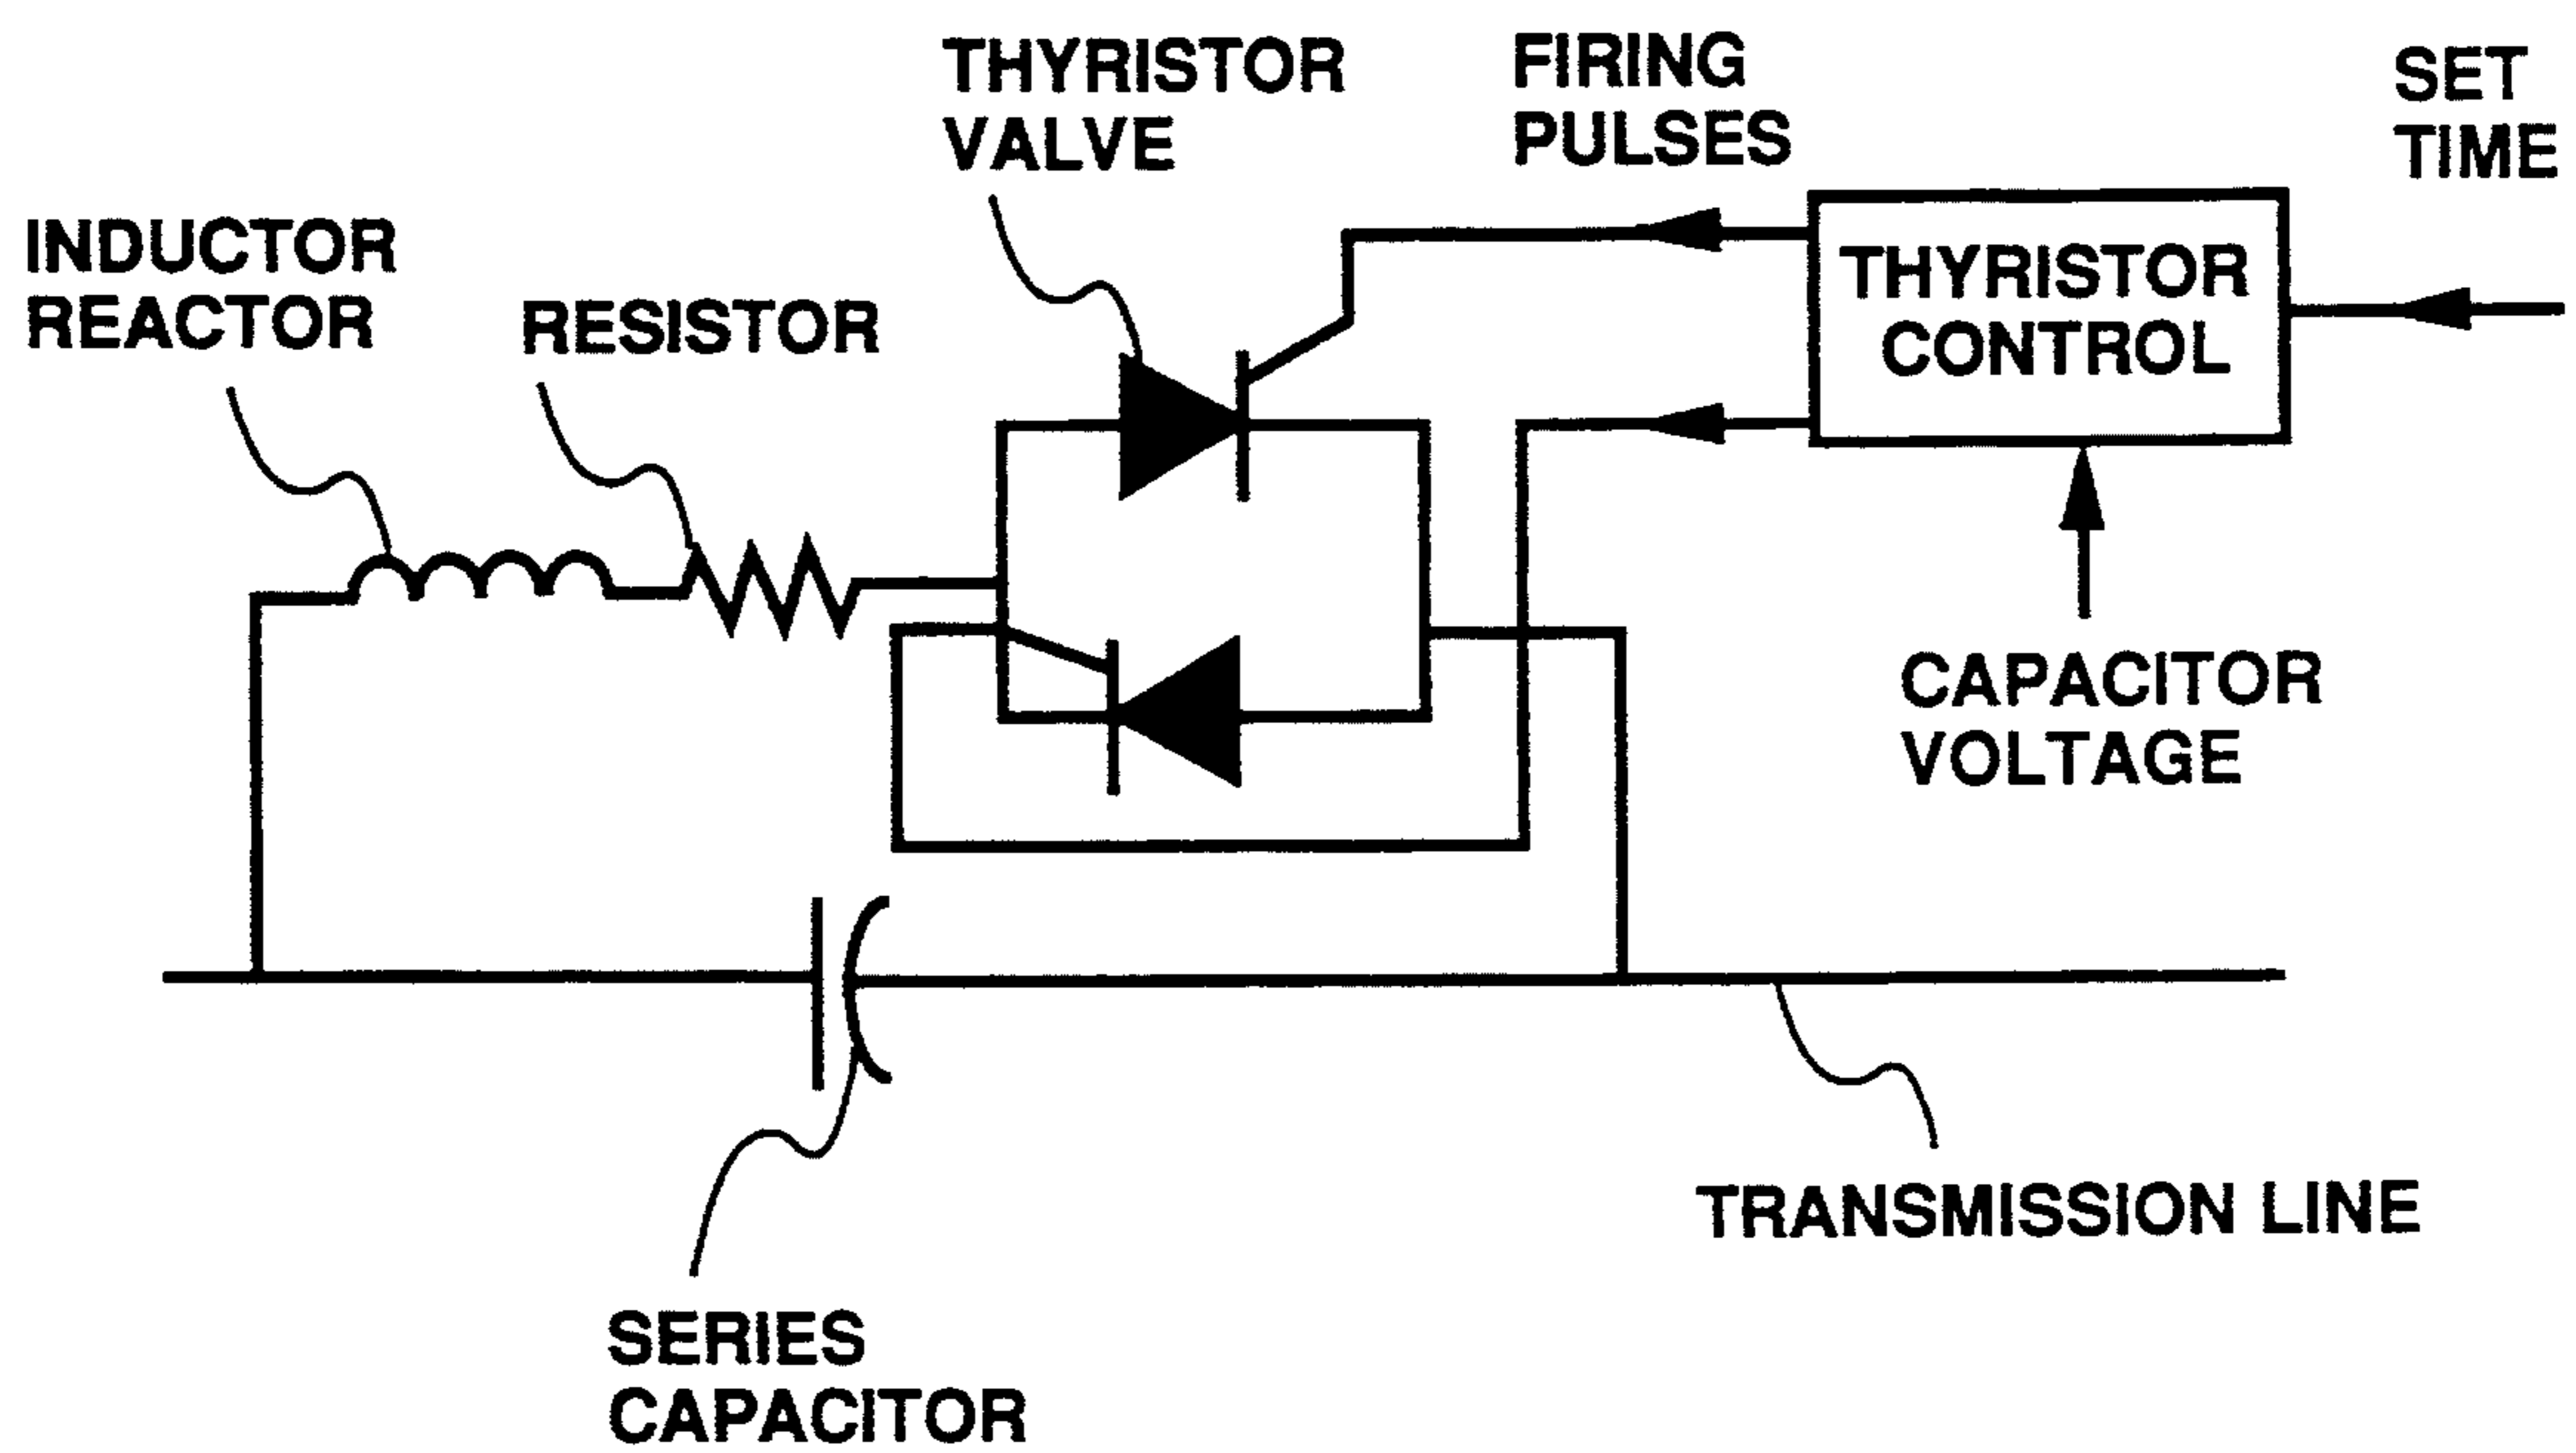 THYRISTOR
VALVE
FIRING
PULSES
SET
TIME
INDUCTOR
REACTOR
RESISTOR
THYRISTOR
CONTROL
CAPACITOR
VOLTAGE
TRANSMISSION LINE
SERIES
CAPACITOR